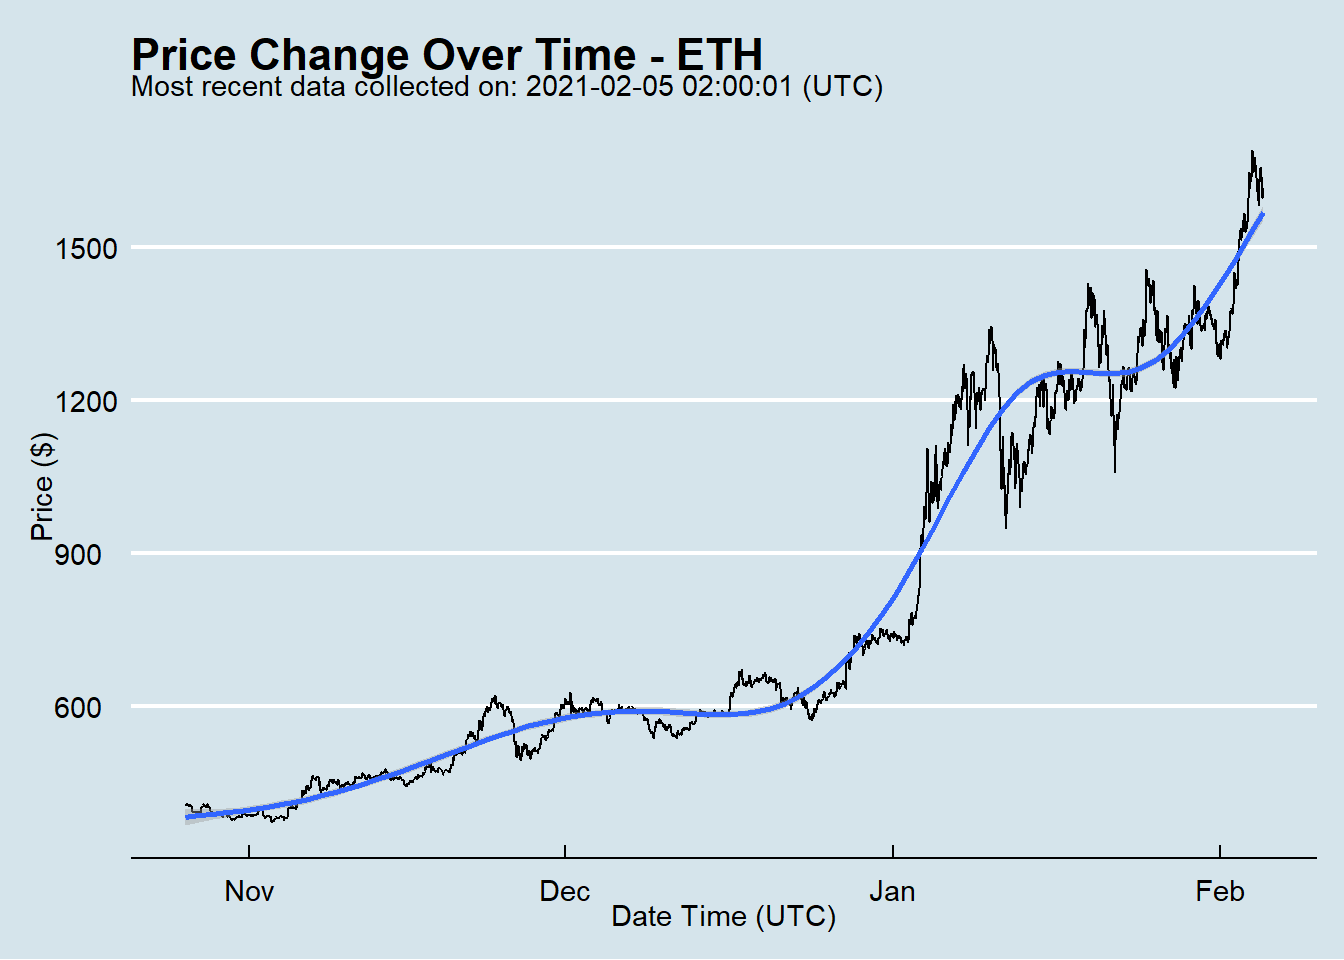 Price Change Over Time - ETH
Most recent data collected on: 2021-02-05 02:00:01 (UTC)
Price ($)
1500
1200
900
600
Nov
Dec
Jan
Feb
Date Time (UTC)